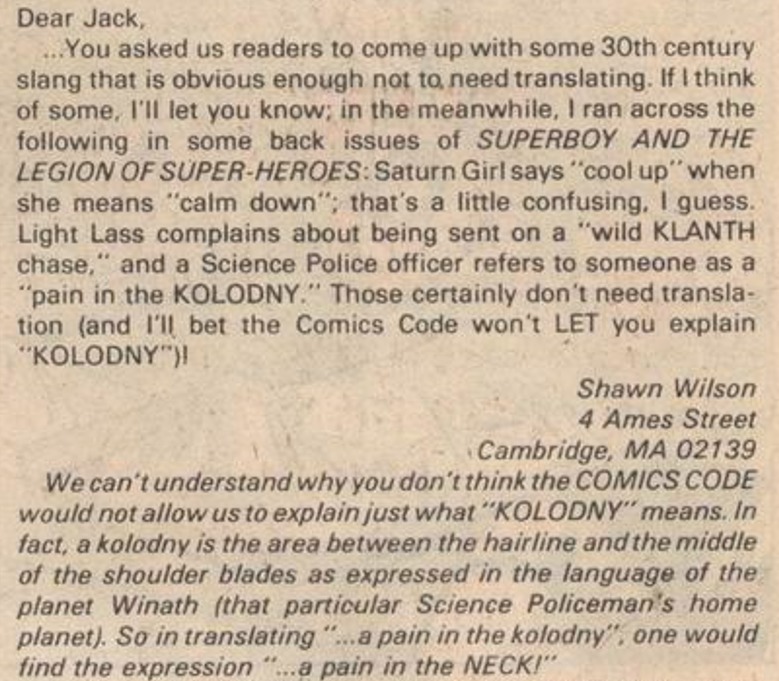 Dear Jack,
...You asked us readers to come up with some 30th century
slang that is obvious enough not to need translating. If I think
of some, I'll let you know; in the meanwhile, I ran across the
following in some back issues of SUPERBOY AND THE
LEGION OF SUPER-HEROES: Saturn Girl says "cool up" when
she means "calm down"; that's a little confusing, I guess.
Light Lass complains about being sent on a "wild KLANTH
chase," and a Science Police officer refers to someone as a
"pain in the KOLODNY." Those certainly don't need transla-
tion (and I'll bet the Comics Code won't LET you explain
"KOLODNY")!
Shawn Wilson
4 Ames Street
Cambridge, MA 02139
We can't understand why you don't think the COMICS CODE
would not allow us to explain just what "KOLODNY" means. In
fact, a kolodny is the area between the hairline and the middle
of the shoulder blades as expressed in the language of the
planet Winath (that particular Science Policeman's home
planet). So in translating "...a pain in the kolodny", one would
find the expression "...a pain in the NECK!"